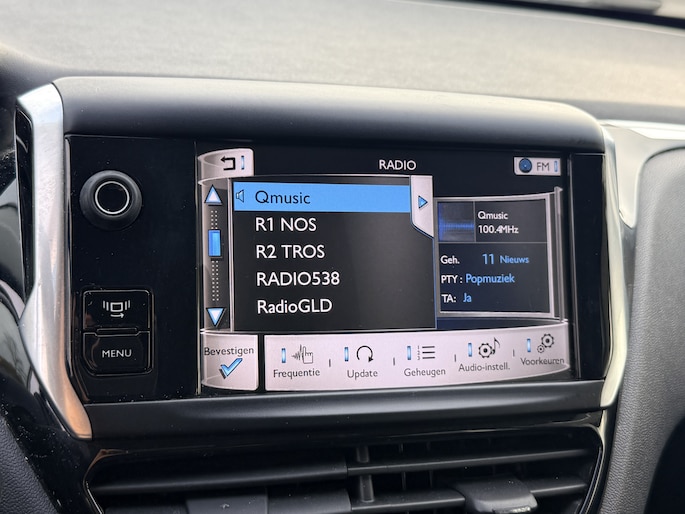 RADIO
FM
Qmusic
R1 NOS
R2 TROS
RADIO538
RadioGLD
Qmusic
100.4MHz
Geh. 11 Nieuws
PTY : Popmuziek
TA: Ja
MENU
Bevestigen
Frequentie
Update
Geheugen
Audio-instell.
Voorkeuren